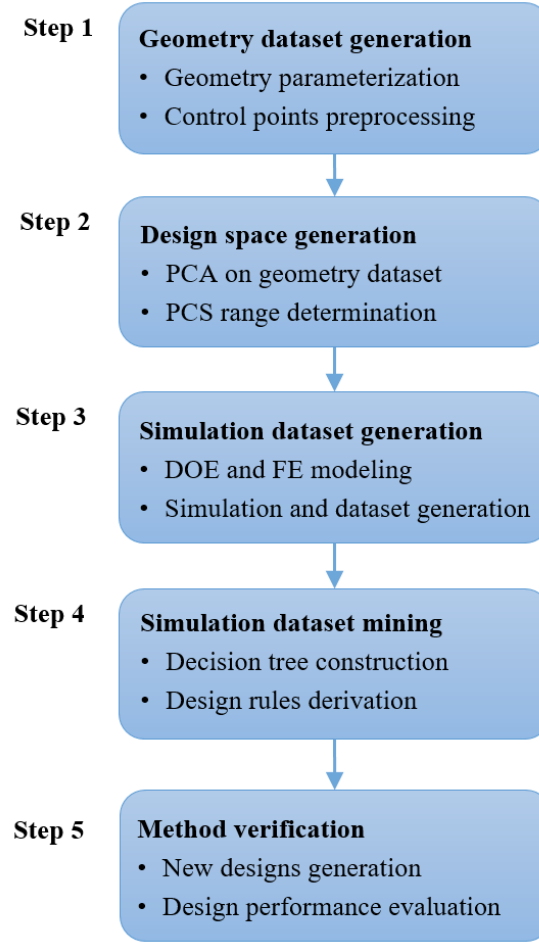 Step 1
Geometry dataset generation
• Geometry parameterization
• Control points preprocessing
Step 2
Design space generation
• PCA on geometry dataset
• PCS range determination
Step 3
Simulation dataset generation
• DOE and FE modeling
• Simulation and dataset generation
Step 4
Simulation dataset mining
• Decision tree construction
• Design rules derivation
Step 5
Method verification
• New designs generation
• Design performance evaluation